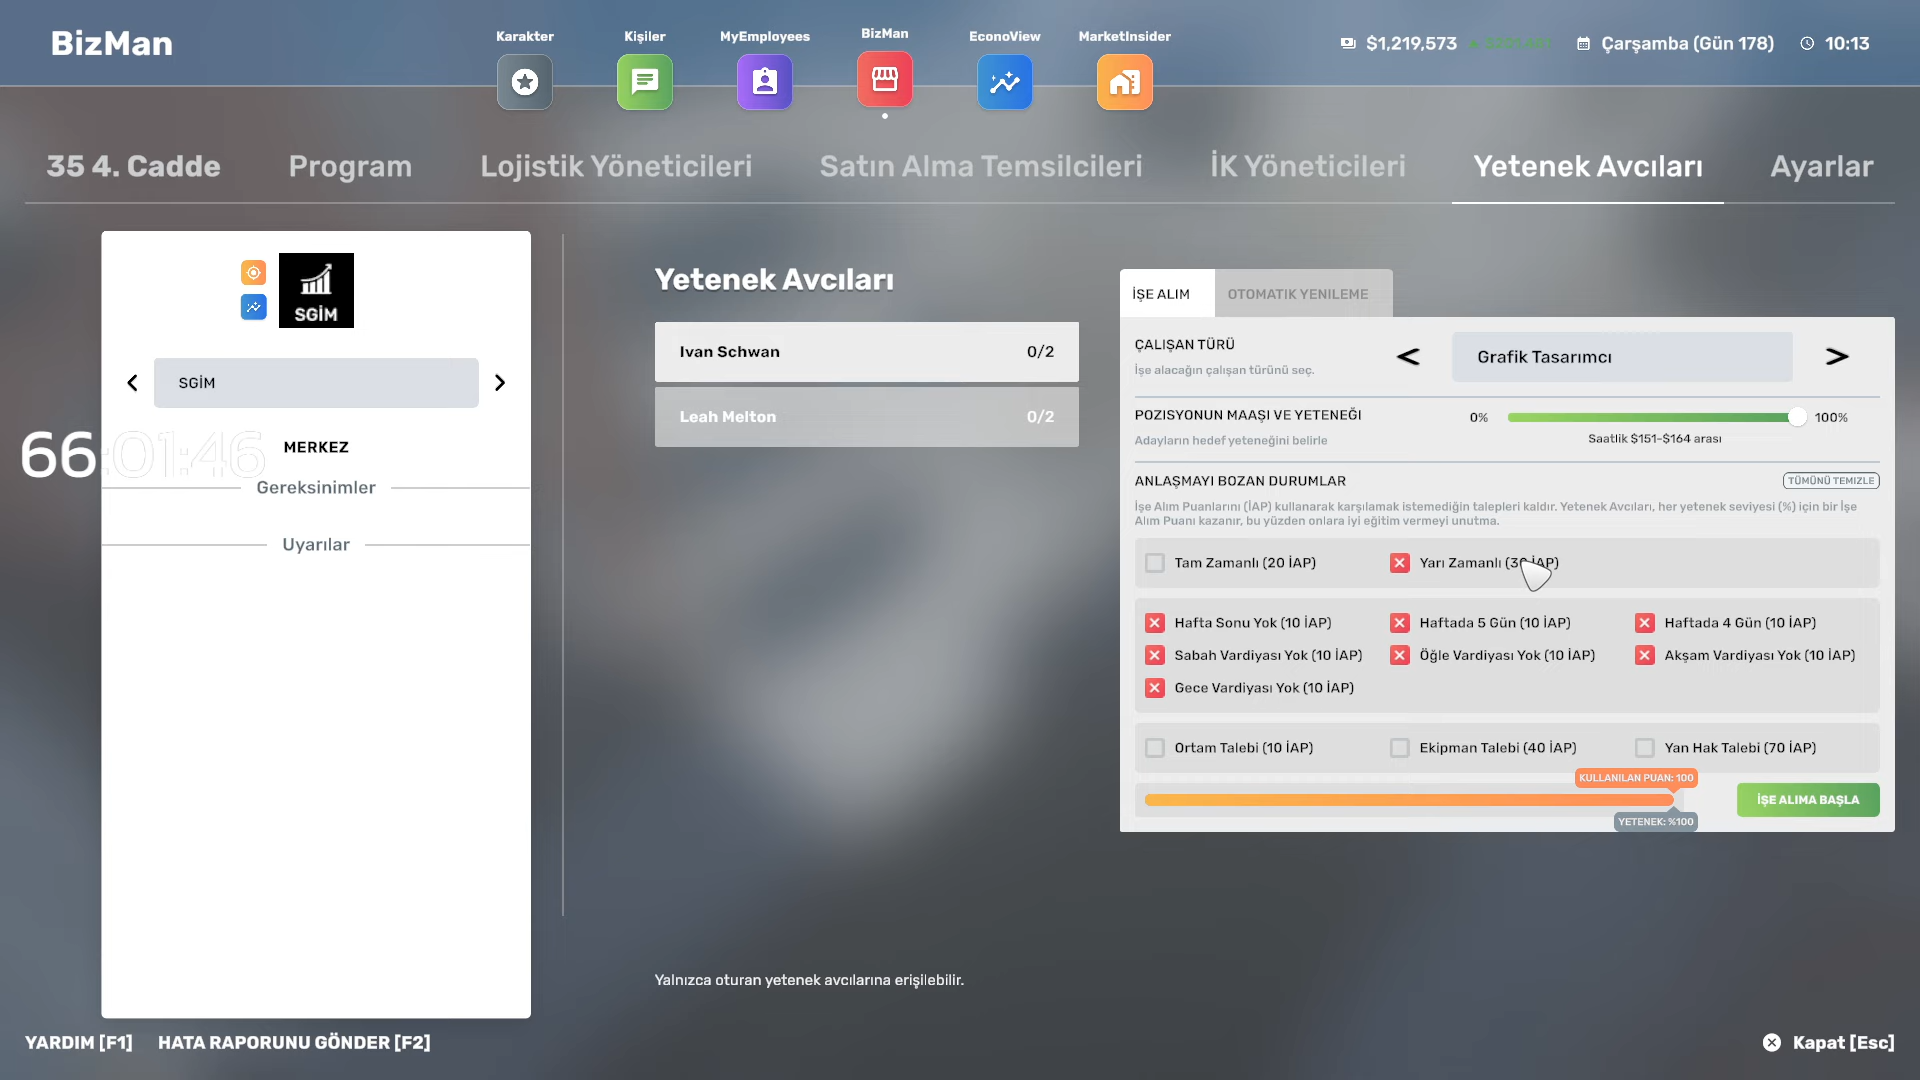 BizMan
Karakter
Kişiler
MyEmployees
BizMan
EconoView
MarketInsider
$1,219,573
Çarşamba (Gün 178)
10:13
35 4. Cadde
Program
Lojistik Yöneticileri
Satın Alma Temsilcileri
İK Yöneticileri
Yetenek Avcıları
Ayarlar
SGİM
SGİM
66:01:46
MERKEZ
Gereksinimler
Uyarılar
Yetenek Avcıları
Ivan Schwan 0/2
Leah Melton 0/2
Yalnızca oturan yetenek avcılarına erişilebilir.
İŞE ALIM
OTOMATIK YENILEME
ÇALIŞAN TÜRÜ
İşe alacağın çalışan türünü seç.
Grafik Tasarımcı
POZISYONUN MAAŞI VE YETENEĞI
Adayların hedef yeteneğini belirle
0%
100%
Saatlik $151-$164 arası
ANLAŞMAYI BOZAN DURUMLAR
TÜMÜNÜ TEMIZLE
İşe Alım Puanlarını (İAP) kullanarak karşılamak istemediğin talepleri kaldır. Yetenek Avcıları, her yetenek seviyesi (%) için bir İşe
Alım Puanı kazanır, bu yüzden onlara iyi eğitim vermeyi unutma.
Tam Zamanlı (20 İAP)
Yarı Zamanlı (30 İAP)
Hafta Sonu Yok (10 İAP)
Haftada 5 Gün (10 İAP)
Haftada 4 Gün (10 İAP)
Sabah Vardiyası Yok (10 İAP)
Öğle Vardiyası Yok (10 İAP)
Akşam Vardiyası Yok (10 İAP)
Gece Vardiyası Yok (10 İAP)
Ortam Talebi (10 İAP)
Ekipman Talebi (40 İAP)
Yan Hak Talebi (70 İAP)
KULLANILAN PUAN: 100
YETENEK: %100
İŞE ALIMA BAŞLA
YARDIM [F1]
HATA RAPORUNU GÖNDER [F2]
Kapat [Esc]